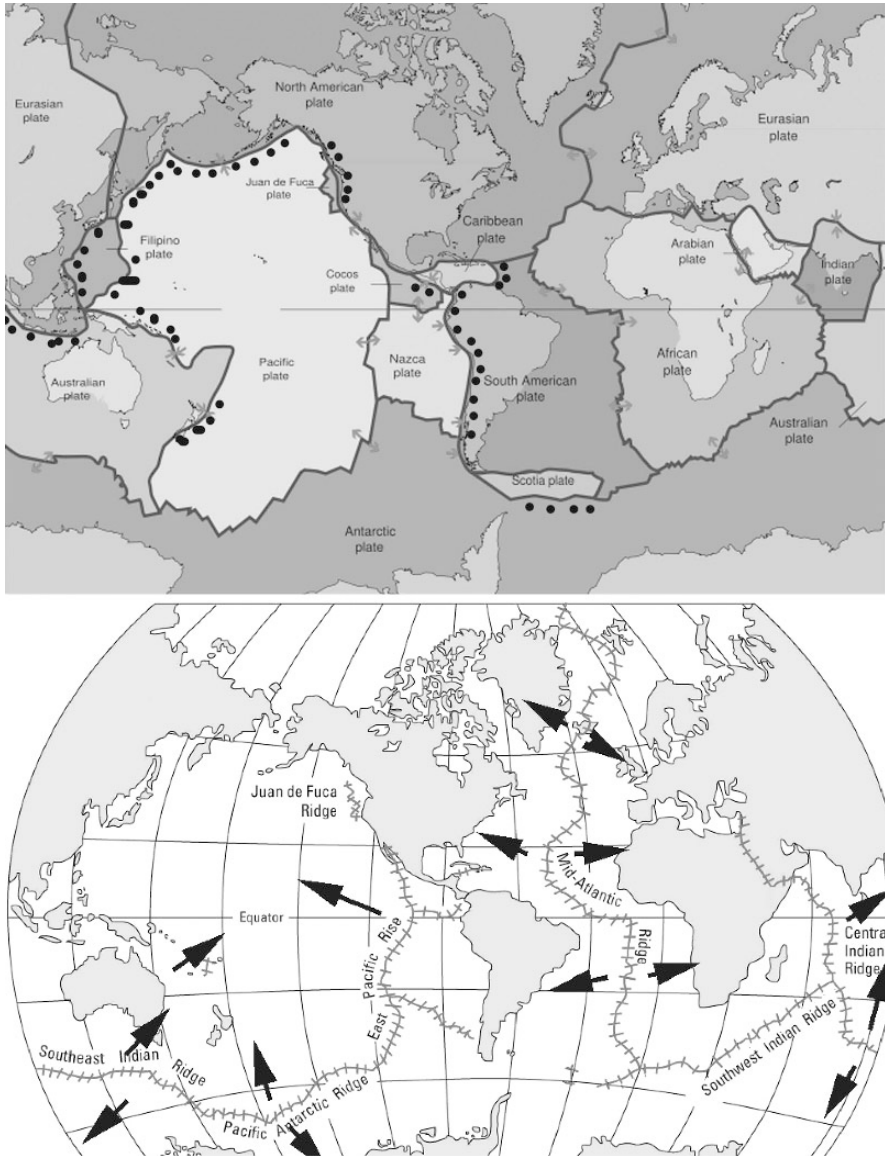 North American
plate
Eurasian
plate
Eurasian
plate
Juan de Fuca
plate
Caribbean
plate
Filipino
plate
Arabian
plate
Indian
plate
Cocos
plate
Pacific
plate
Nazca
plate
African
plate
Australian
plate
South American
plate
Australian
plate
Scotia plate
Antarctic
plate
Juan de Fuca
Ridge
Mid-Atlantic
Ridge
Equator
East Pacific Rise
Central
Indian
Ridge
Southeast Indian
Ridge
Southwest Indian Ridge
Pacific Antarctic Ridge